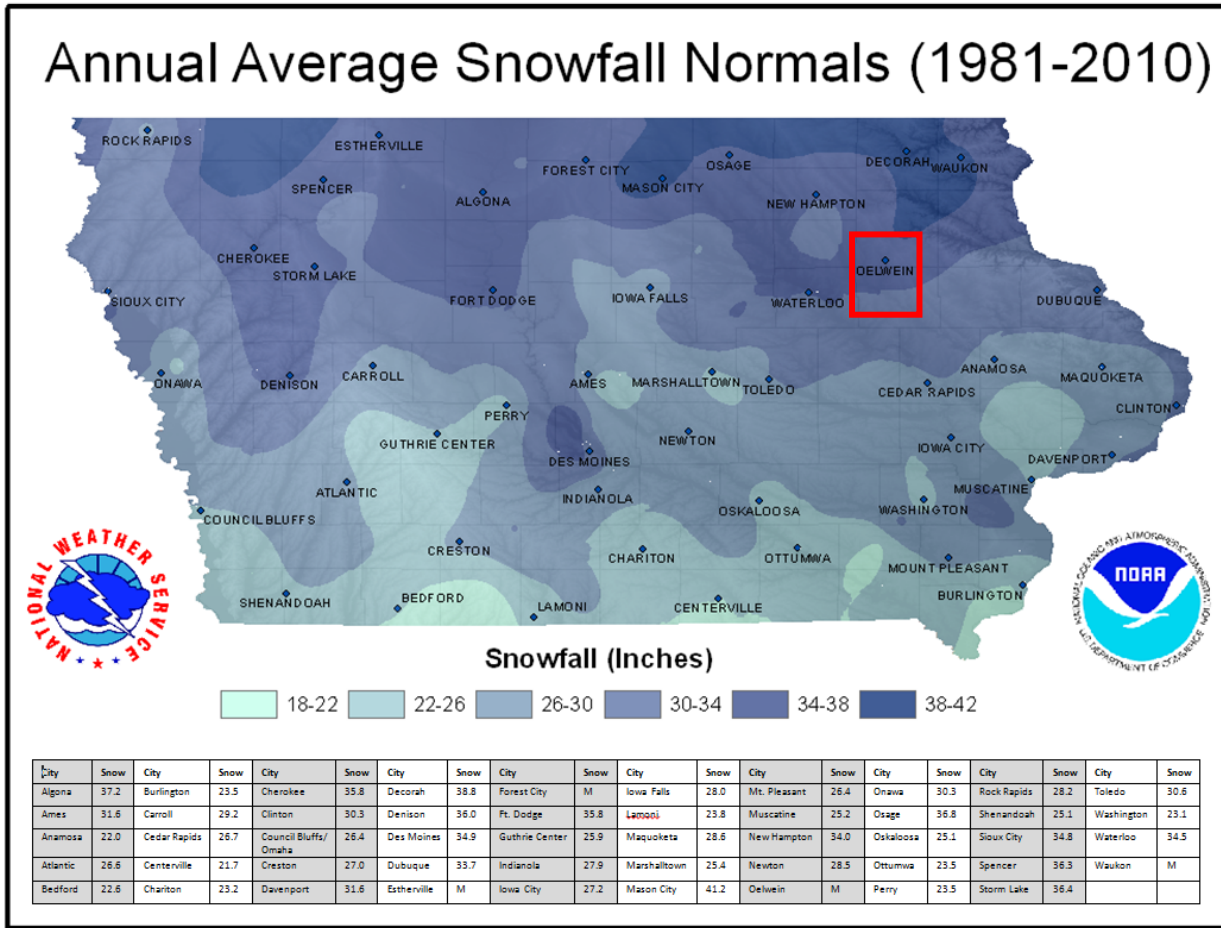 Annual Average Snowfall Normals (1981-2010)
ROCK RAPIDS
ESTHERVILLE
FOREST CITY
OSAGE
DECORAH
WAUKON
SPENCER
MASON CITY
ALGONA
NEW HAMPTON
CHEROKEE
STORM LAKE
OELWEIN
SIOUX CITY
FORT DODGE
IOWA FALLS
WATERLOO
DUBUQUE
ONAWA
DENISON
CARROLL
AMES
MARSHALLTOWN
TOLEDO
CEDAR RAPIDS
ANAMOSA
MAQUOKETA
CLINTON
PERRY
GUTHRIE CENTER
NEWTON
IOWA CITY
DES MOINES
DAVENPORT
ATLANTIC
INDIANOLA
MUSCATINE
OSKALOOSA
WASHINGTON
COUNCIL BLUFFS
CRESTON
CHARITON
OTTUMWA
MOUNT PLEASANT
SHENANDOAH
BEDFORD
LAMONI
CENTERVILLE
BURLINGTON
NATIONAL WEATHER SERVICE
NATIONAL OCEANIC AND ATMOSPHERIC ADMINISTRATION
NOAA
U.S. DEPARTMENT OF COMMERCE
Snowfall (Inches)
18-22 22-26 26-30 30-34 34-38 38-42
City Snow City Snow City Snow City Snow City Snow City Snow City Snow City Snow City Snow City Snow
Algona 37.2 Burlington 23.5 Cherokee 35.8 Decorah 38.8 Forest City M Iowa Falls 28.0 Mt. Pleasant 26.4 Onawa 30.3 Rock Rapids 28.2 Toledo 30.6
Ames 31.6 Carroll 29.2 Clinton 30.3 Denison 36.0 Ft. Dodge 35.8 Lamoni 23.8 Muscatine 25.2 Osage 36.8 Shenandoah 25.1 Washington 23.1
Anamosa 22.0 Cedar Rapids 26.7 Council Bluffs/ Omaha 26.4 Des Moines 34.9 Guthrie Center 25.9 Maquoketa 28.6 New Hampton 34.0 Oskaloosa 25.1 Sioux City 34.8 Waterloo 34.5
Atlantic 26.6 Centerville 21.7 Creston 27.0 Dubuque 33.7 Indianola 27.9 Marshalltown 25.4 Newton 28.5 Ottumwa 23.5 Spencer 36.3 Waukon M
Bedford 22.6 Chariton 23.2 Davenport 31.6 Estherville M Iowa City 27.2 Mason City 41.2 Oelwein M Perry 23.5 Storm Lake 36.4